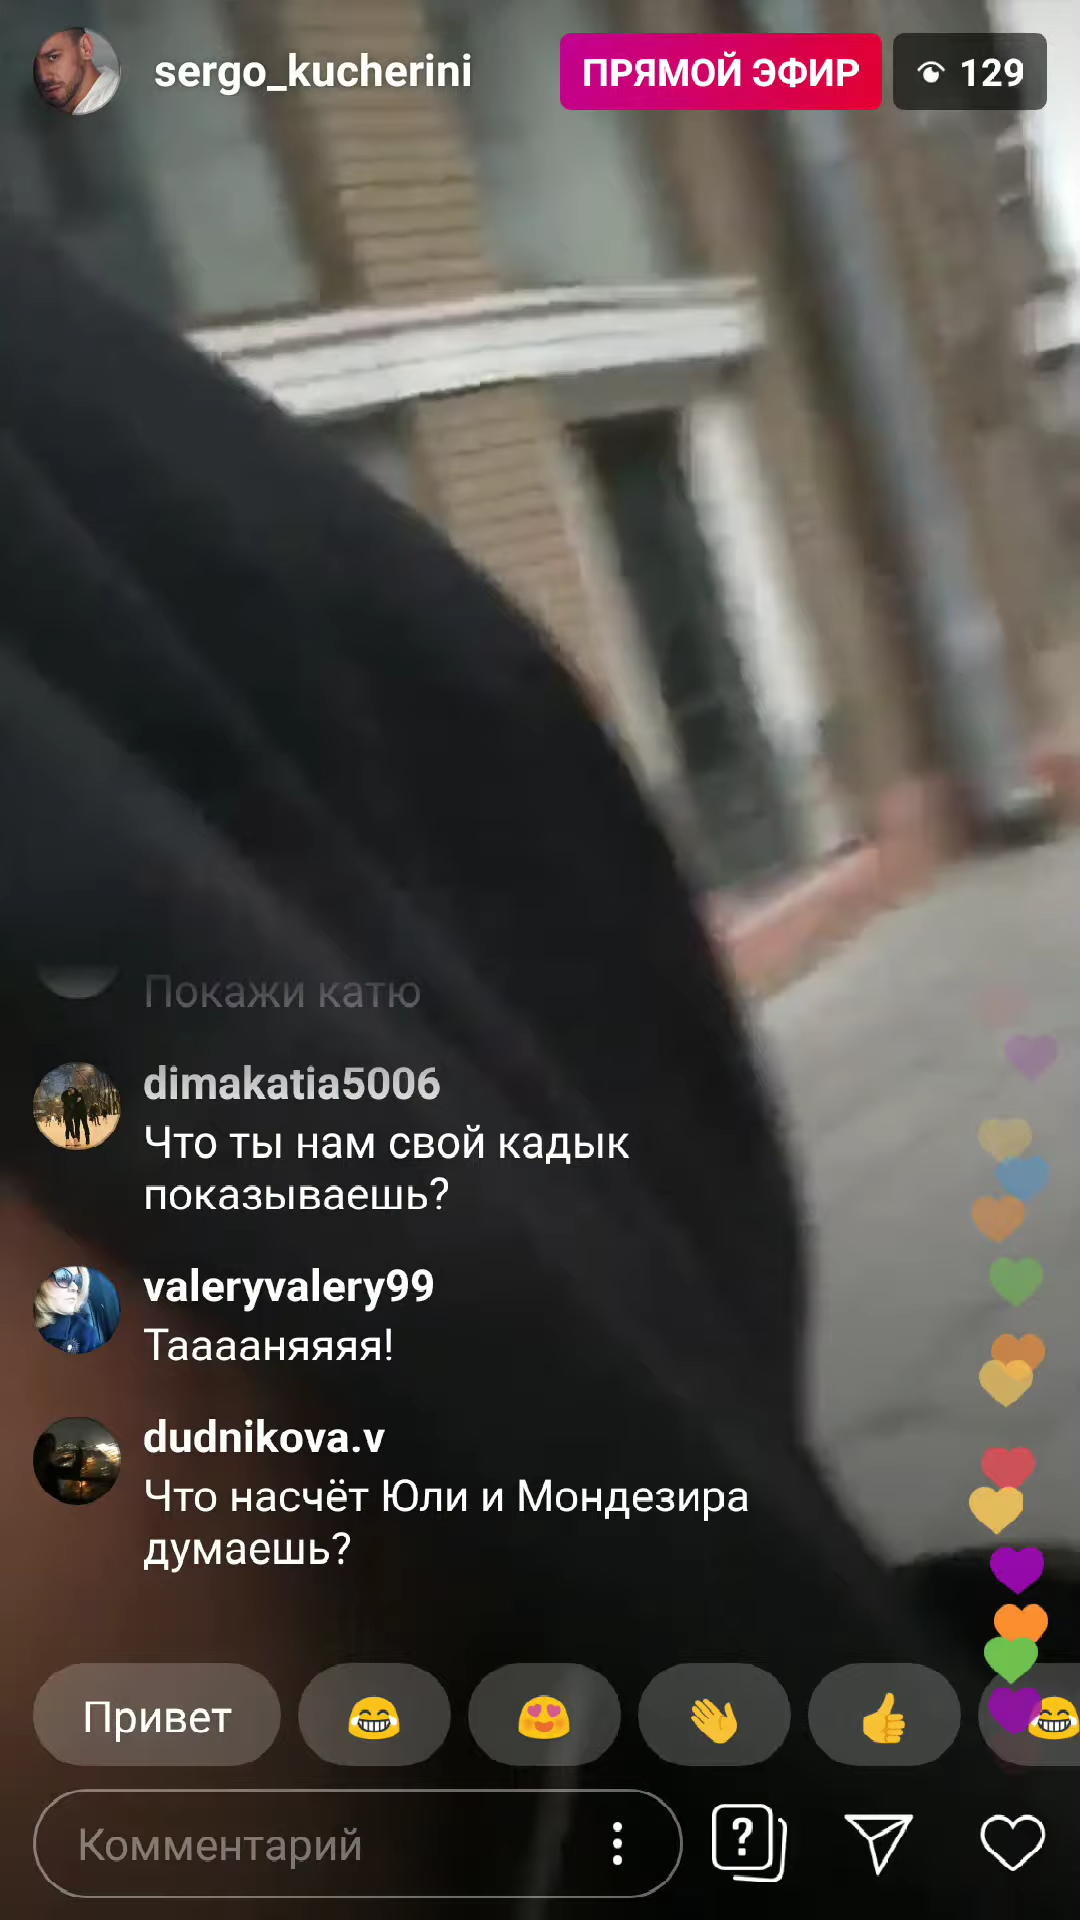 sergo_kucherini
ПРЯМОЙ ЭФИР
129
Покажи катю
dimakatia5006
Что ты нам свой кадык
показываешь?
valeryvalery99
Тааааняяяя!
dudnikova.v
Что насчёт Юли и Мондезира
думаешь?
Привет
Комментарий